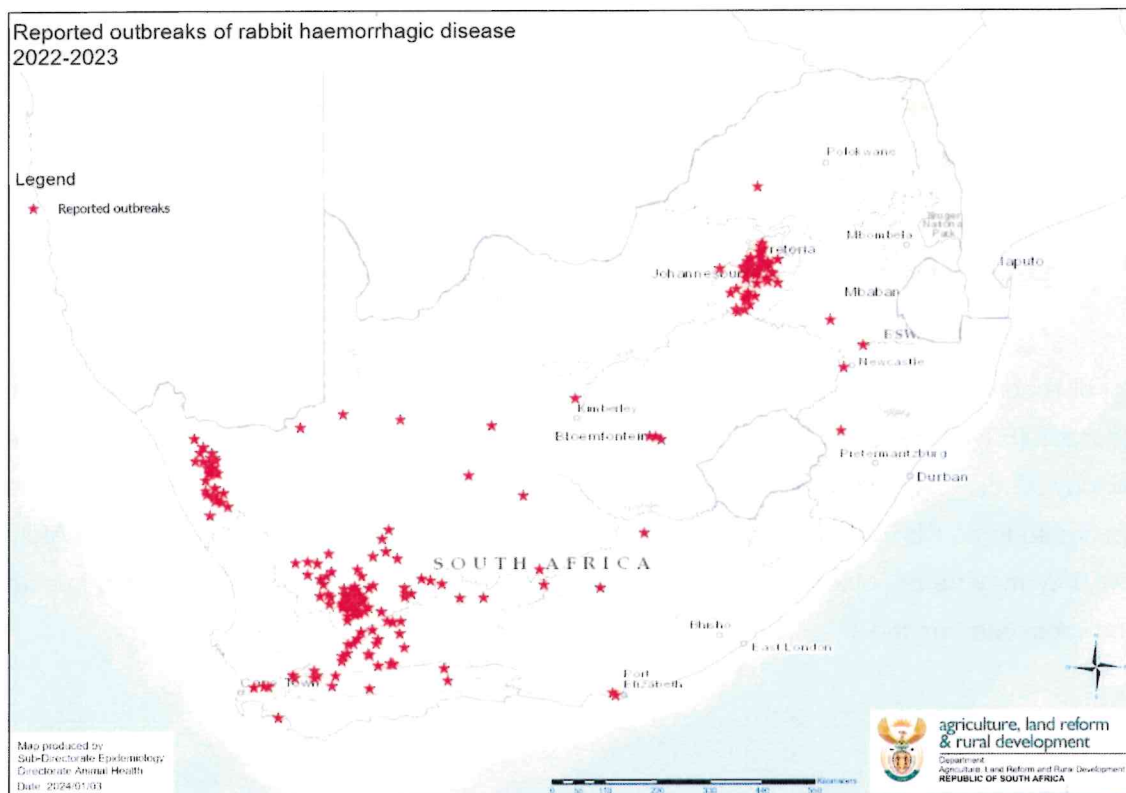 Reported outbreaks of rabbit haemorrhagic disease
2022-2023
Polokwane
Legend
Reported outbreaks
Kruger
National
Park
Mbombela
Pretoria
Johannesbur
Maputo
Mbaban
ESW
Newcastle
Kimberley
Bloemfontein
Pietermaritzburg
Durban
SOUTH AFRICA
Bhisho
East London
Port
Elizabeth
Cape Town
Map produced by
Sub-Directorate Epidemiology
Directorate Animal Health
Date: 2024/01/03
Kilometers
0
agriculture, land reform
& rural development
Department
Agriculture, Land Reform and Rural Development
REPUBLIC OF SOUTH AFRICA